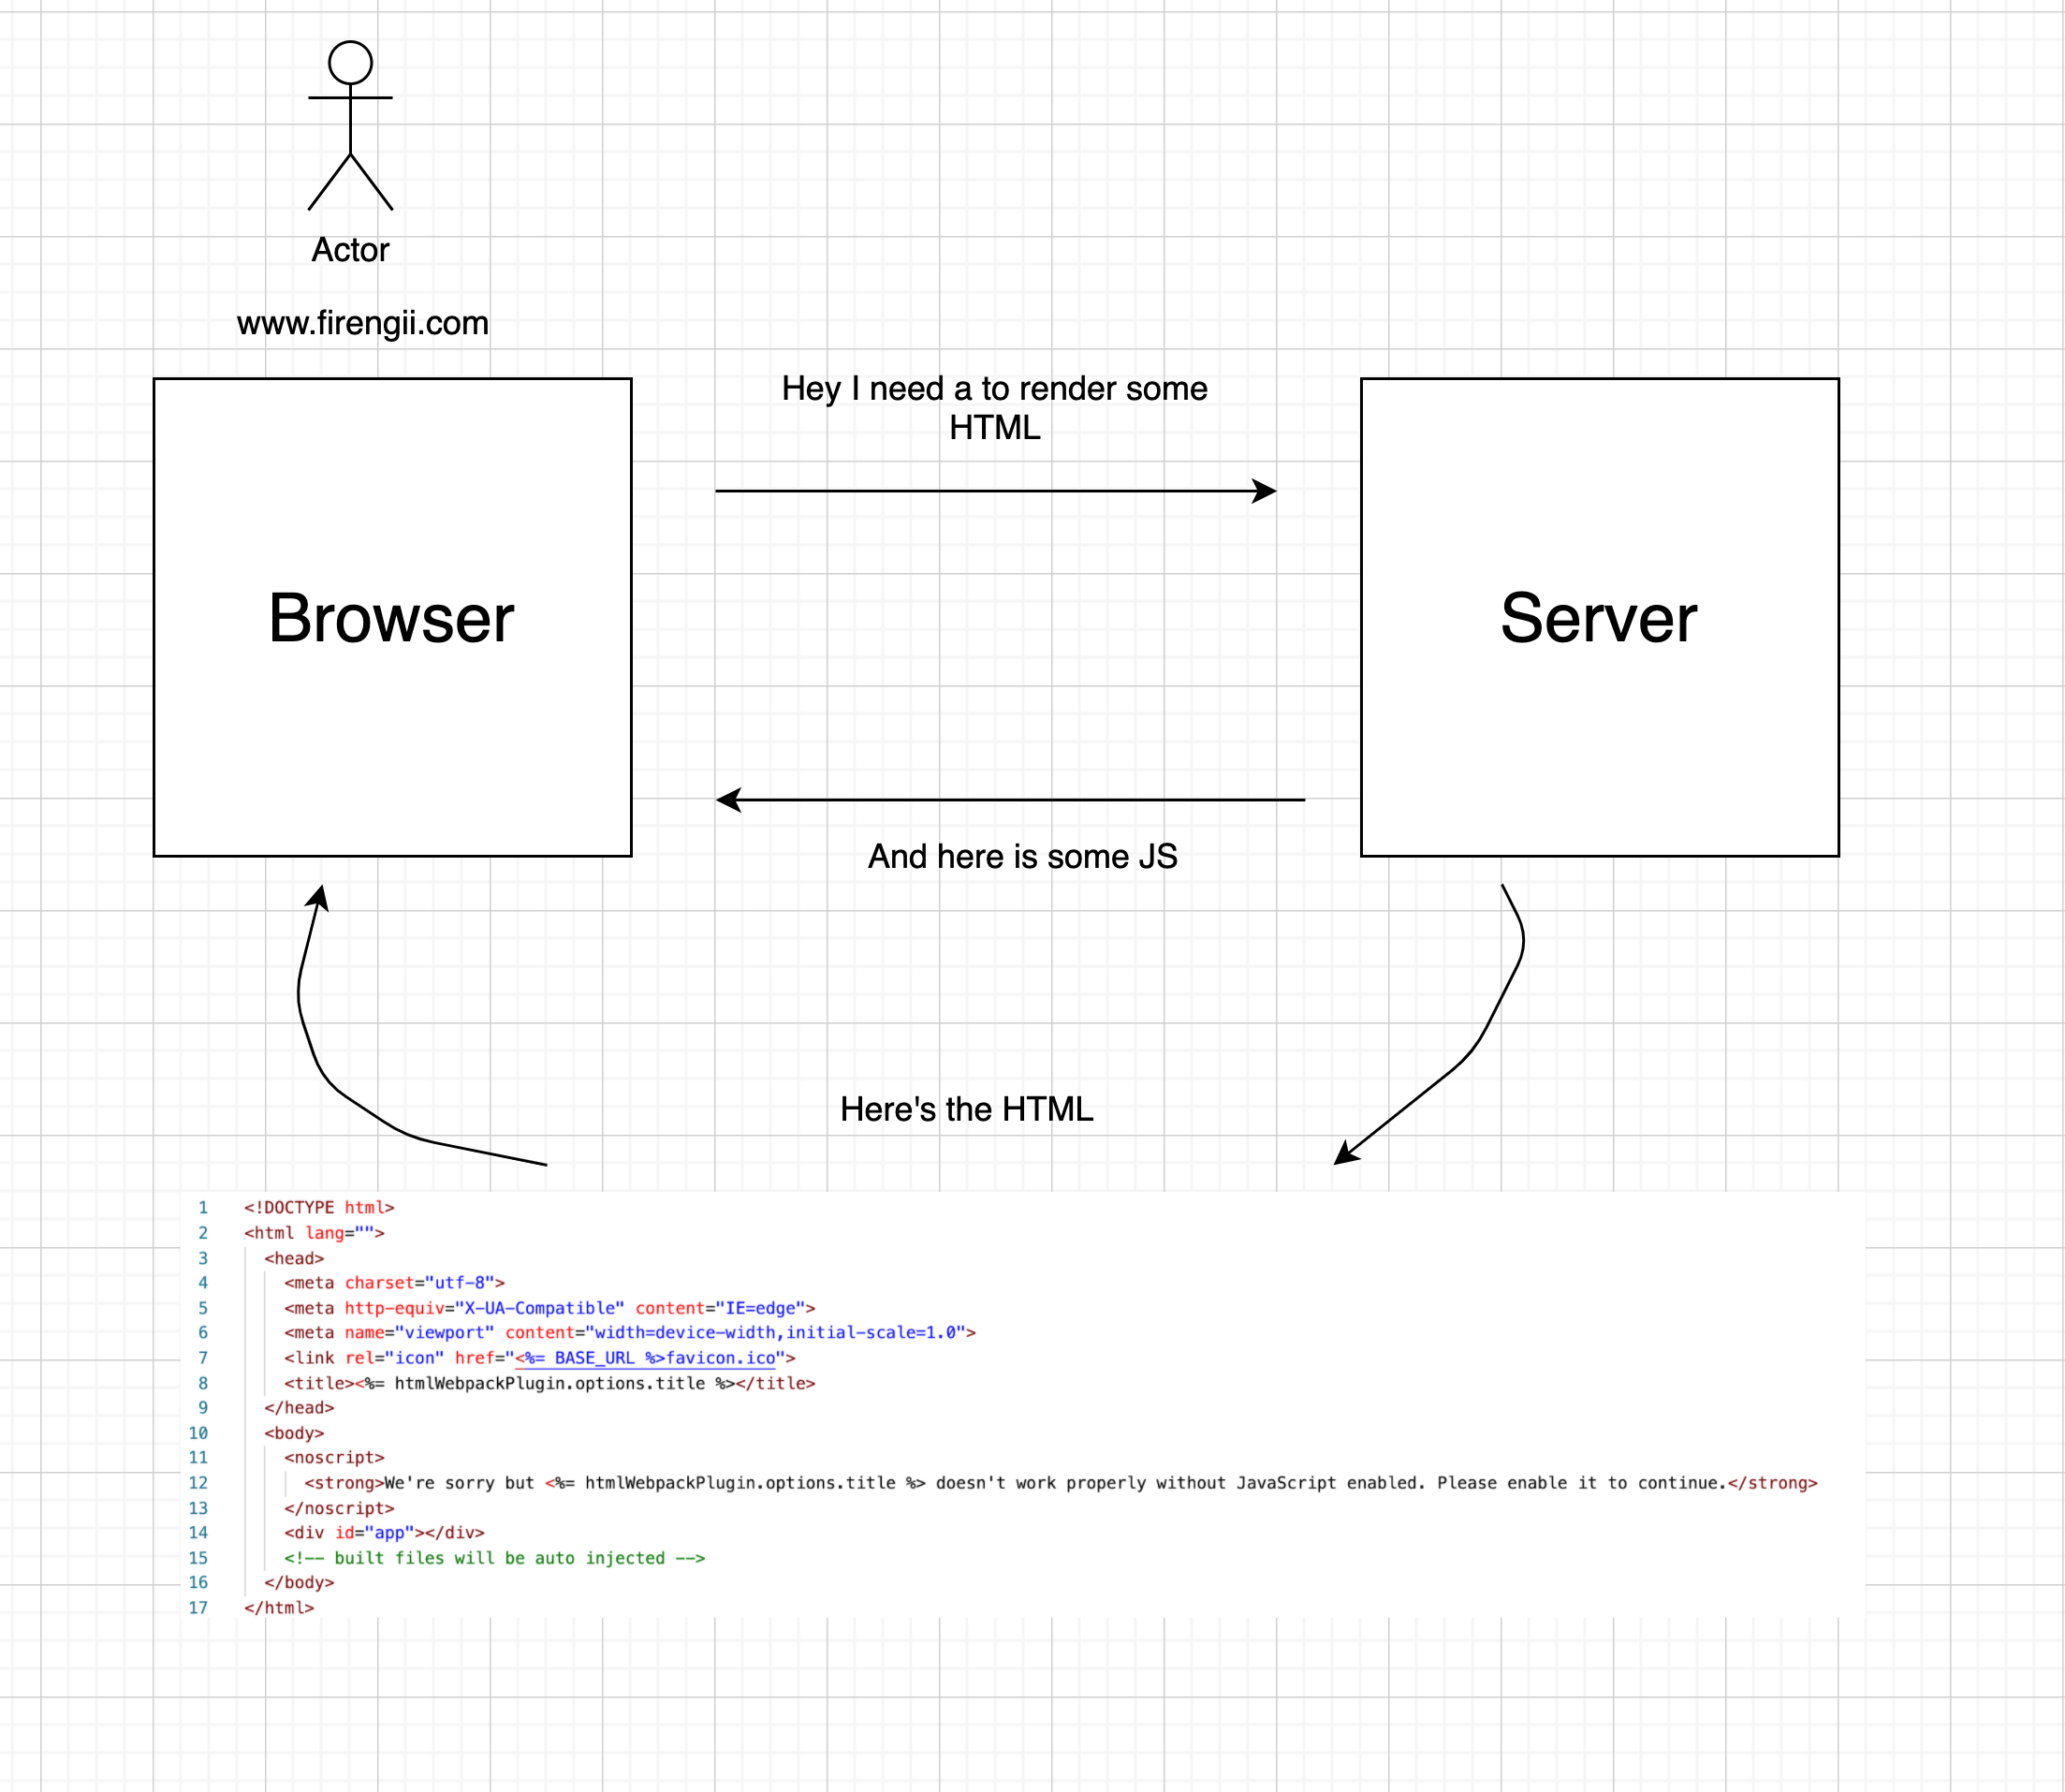 Actor
www.firengii.com
Hey I need a to render some
HTML
Browser
Server
And here is some JS
Here's the HTML
1 <!DOCTYPE html>
2 <html lang="">
3 <head>
4 <meta charset="utf-8">
5 <meta http-equiv="X-UA-Compatible" content="IE=edge">
6 <meta name="viewport" content="width=device-width,initial-scale=1.0">
7 <link rel="icon" href="<%= BASE_URL %>favicon.ico">
8 <title><%= htmlWebpackPlugin.options.title %></title>
9 </head>
10 <body>
11 <noscript>
12 <strong>We're sorry but <%= htmlWebpackPlugin.options.title %> doesn't work properly without JavaScript enabled. Please enable it to continue.</strong>
13 </noscript>
14 <div id="app"></div>
15 <!-- built files will be auto injected -->
16 </body>
17 </html>